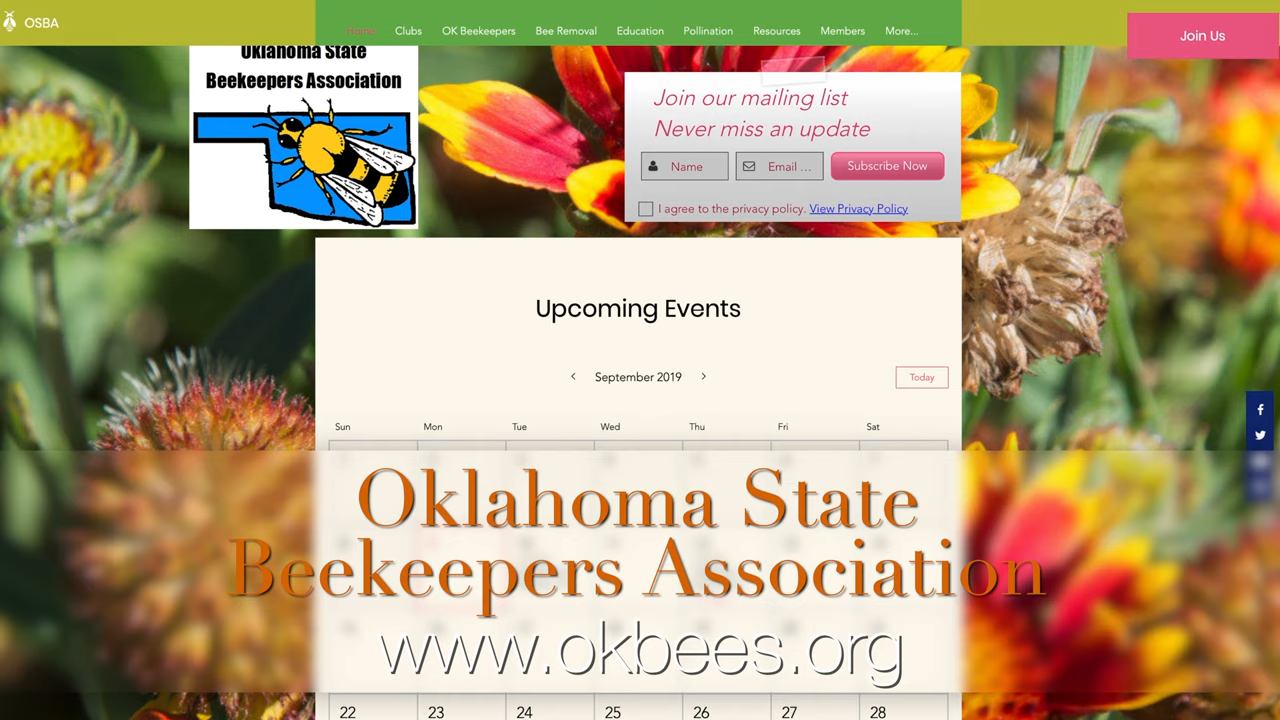 OSBA
Home Clubs OK Beekeepers Bee Removal Education Pollination Resources Members More...
Join Us
Oklahoma State
Beekeepers Association
Join our mailing list
Never miss an update
Name Email ... Subscribe Now
I agree to the privacy policy. View Privacy Policy
Upcoming Events
September 2019
Today
Sun Mon Tue Wed Thu Fri Sat
Oklahoma State
Beekeepers Association
www.okbees.org
22 23 24 25 26 27 28